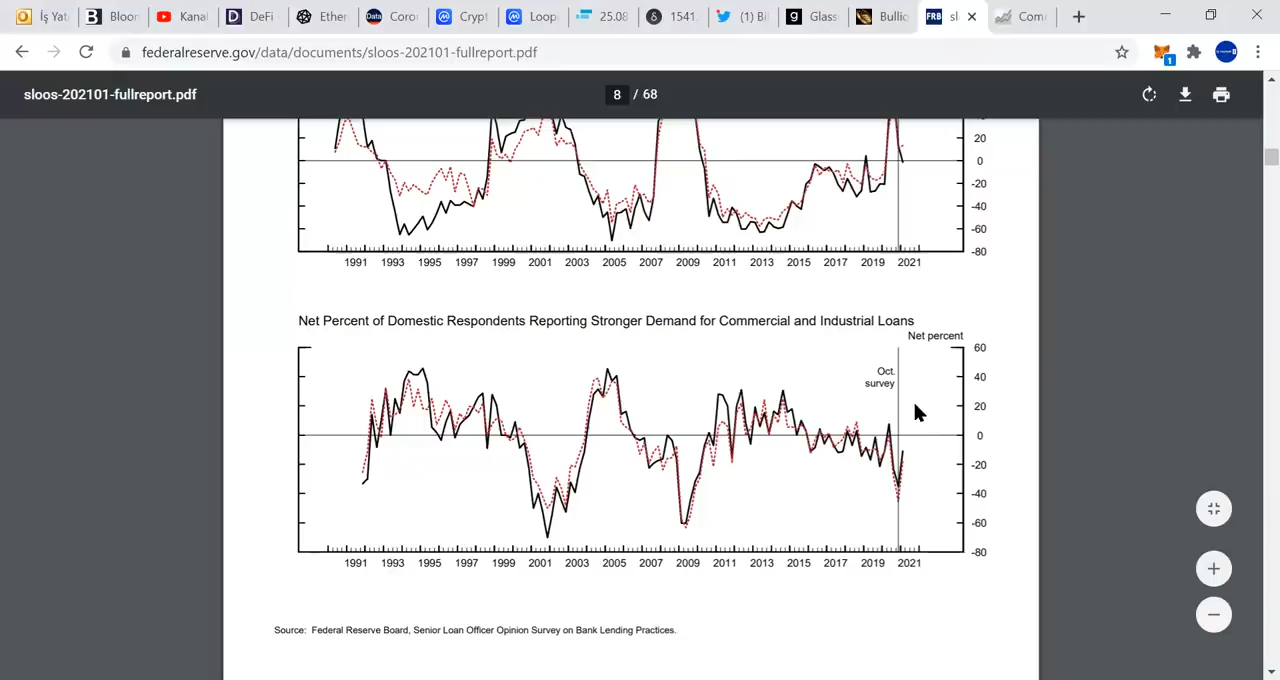 İş Yat
Bloor
Kanal
DeFi
Ether
Data
Coroi
Crypt
Loop
25.08
1541.
(1) Bi
g
Glass
Bullio
FRB
sl
Com
federalreserve.gov/data/documents/sloos-202101-fullreport.pdf
1
sloos-202101-fullreport.pdf
8 / 68
20
0
-20
-40
-60
-80
1991 1993 1995 1997 1999 2001 2003 2005 2007 2009 2011 2013 2015 2017 2019 2021
Net Percent of Domestic Respondents Reporting Stronger Demand for Commercial and Industrial Loans
Net percent
60
Oct.
survey
40
20
0
-20
-40
-60
-80
1991 1993 1995 1997 1999 2001 2003 2005 2007 2009 2011 2013 2015 2017 2019 2021
Source: Federal Reserve Board, Senior Loan Officer Opinion Survey on Bank Lending Practices.